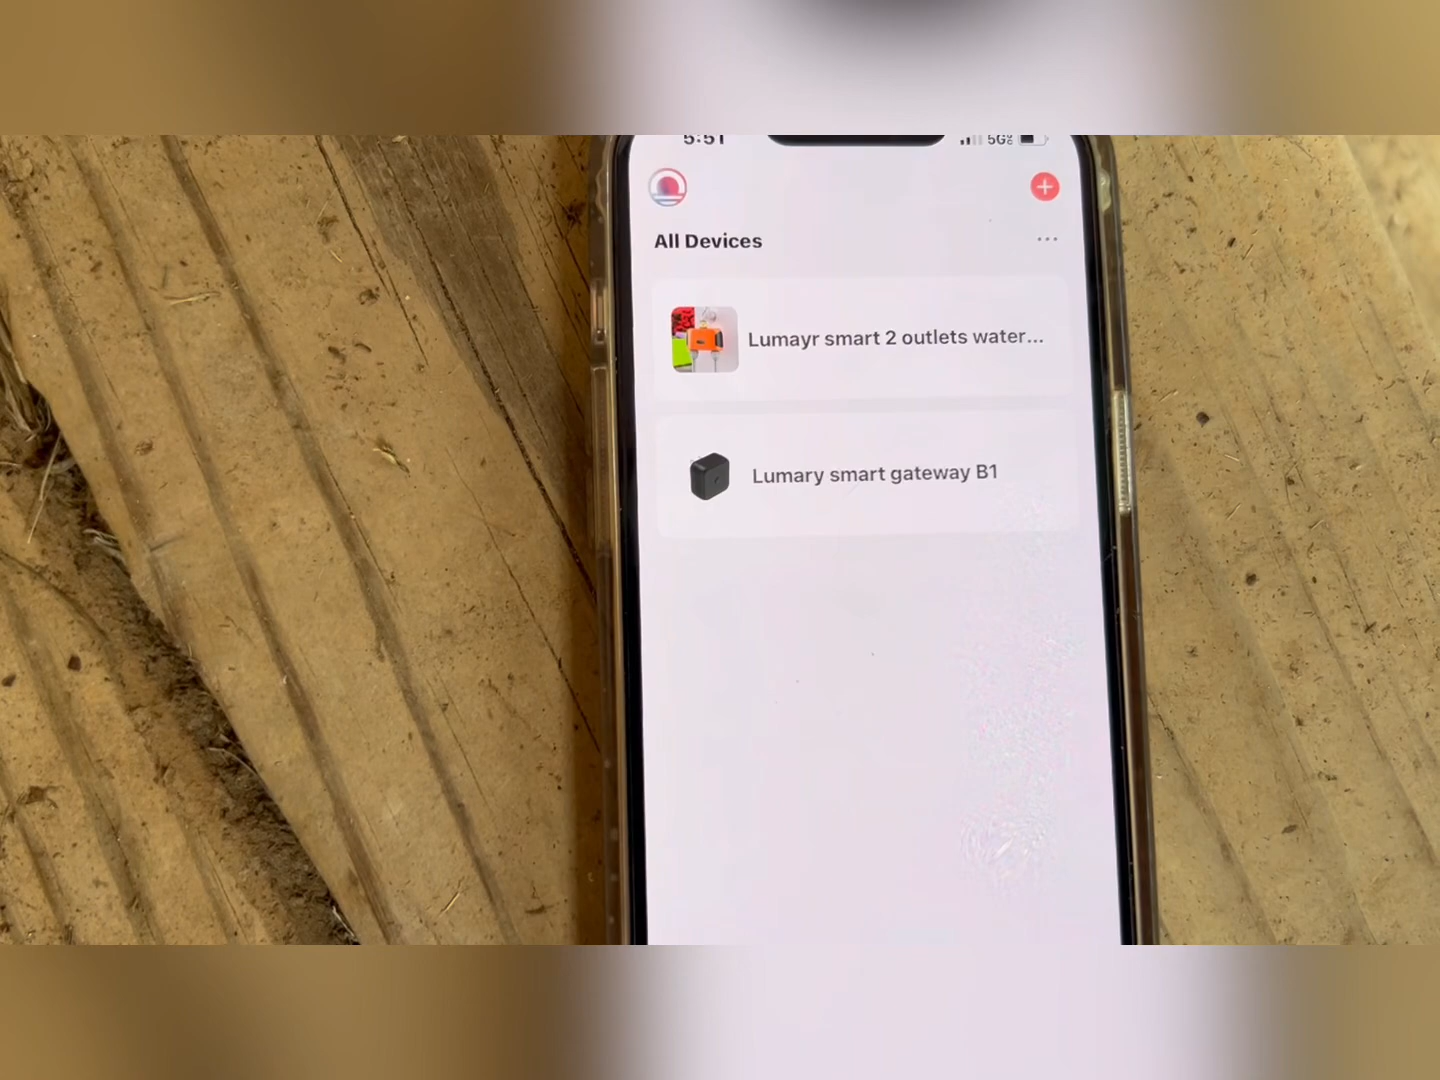 5:51
5G
All Devices
Lumayr smart 2 outlets water...
Lumary smart gateway B1